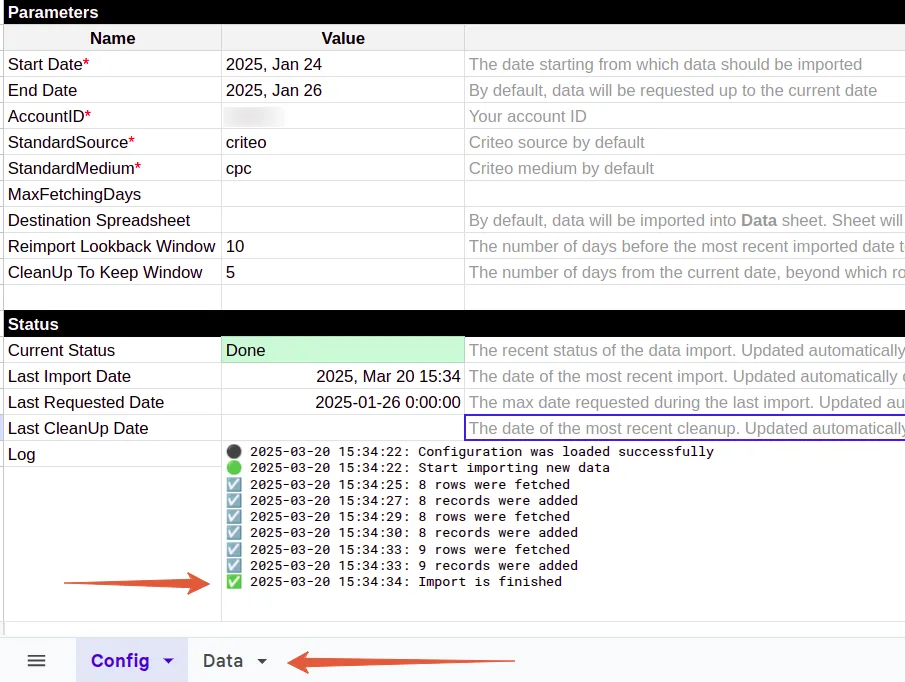 Parameters
Name Value
Start Date* 2025, Jan 24 The date starting from which data should be imported
End Date 2025, Jan 26 By default, data will be requested up to the current date
AccountID* Your account ID
StandardSource* criteo Criteo source by default
StandardMedium* cpc Criteo medium by default
MaxFetchingDays
Destination Spreadsheet By default, data will be imported into Data sheet. Sheet will
Reimport Lookback Window 10 The number of days before the most recent imported date t
CleanUp To Keep Window 5 The number of days from the current date, beyond which ro
Status
Current Status Done The recent status of the data import. Updated automatically
Last Import Date 2025, Mar 20 15:34 The date of the most recent import. Updated automatically
Last Requested Date 2025-01-26 0:00:00 The max date requested during the last import. Updated au
Last CleanUp Date The date of the most recent cleanup. Updated automatically
Log 2025-03-20 15:34:22: Configuration was loaded successfully
2025-03-20 15:34:22: Start importing new data
2025-03-20 15:34:25: 8 rows were fetched
2025-03-20 15:34:27: 8 records were added
2025-03-20 15:34:29: 8 rows were fetched
2025-03-20 15:34:30: 8 records were added
2025-03-20 15:34:33: 9 rows were fetched
2025-03-20 15:34:33: 9 records were added
2025-03-20 15:34:34: Import is finished
Config Data